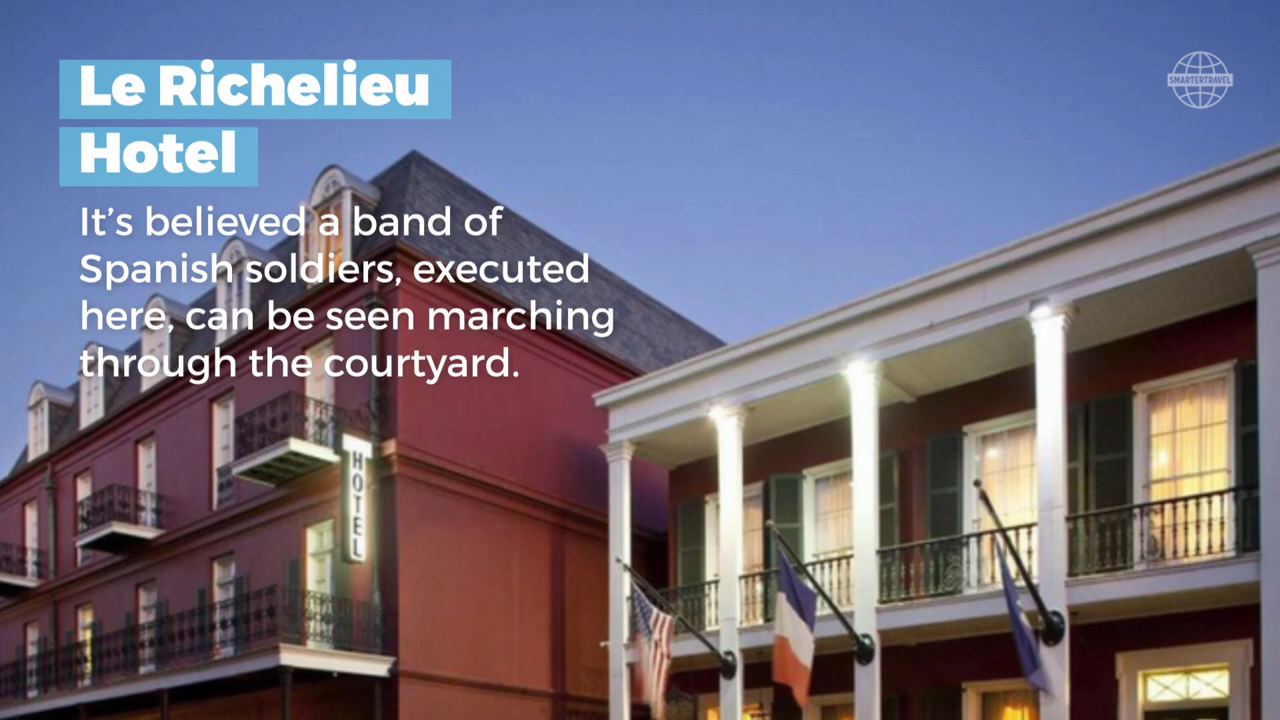 Le Richelieu
Hotel
SMARTERTRAVEL
It's believed a band of
Spanish soldiers, executed
here, can be seen marching
through the courtyard.
HOTEL